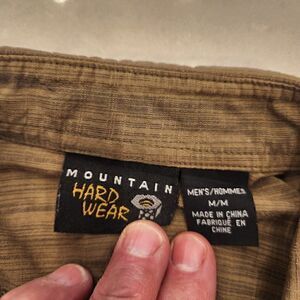 MOUNTAIN
HARD
WEAR
MEN'S/HOMMES
M/M
MADE IN CHINA
FABRIQUÉ EN
CHINE